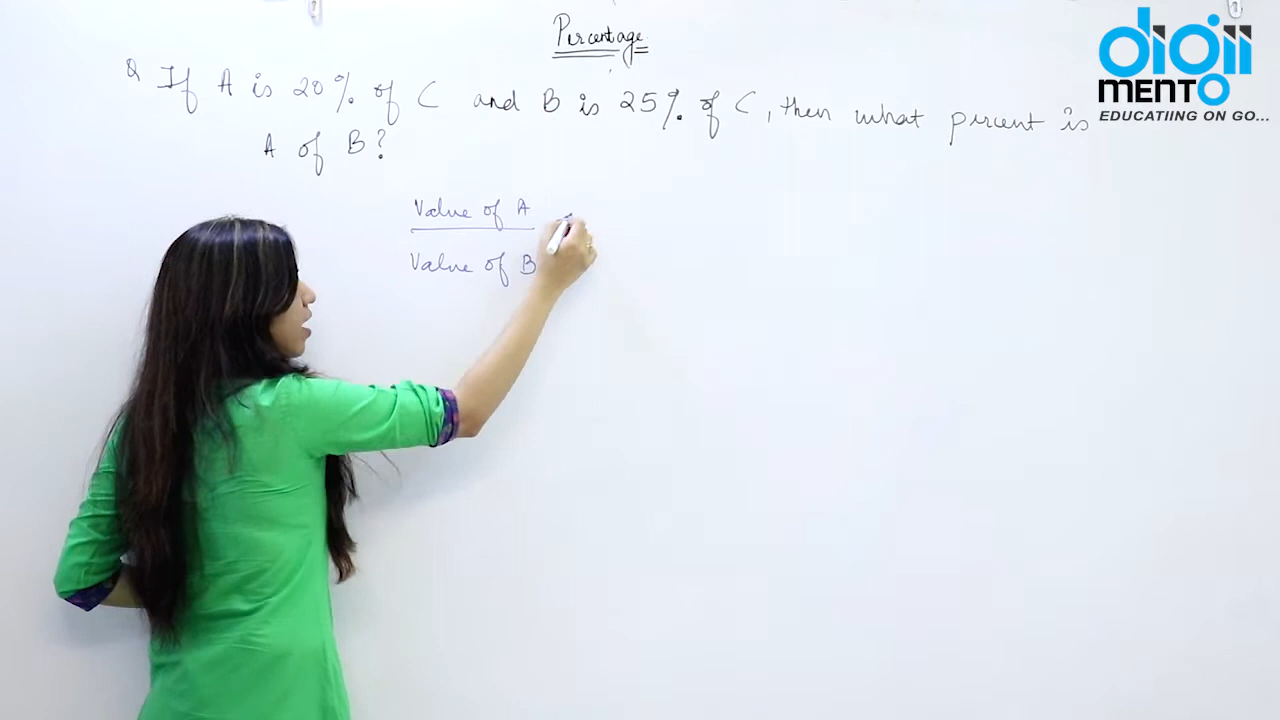 Percentage
Q If A is 20% of C and B is 25% of C, then what percent is
A of B?
Value of A
Value of B
digii
MENTO
EDUCATIING ON GO...